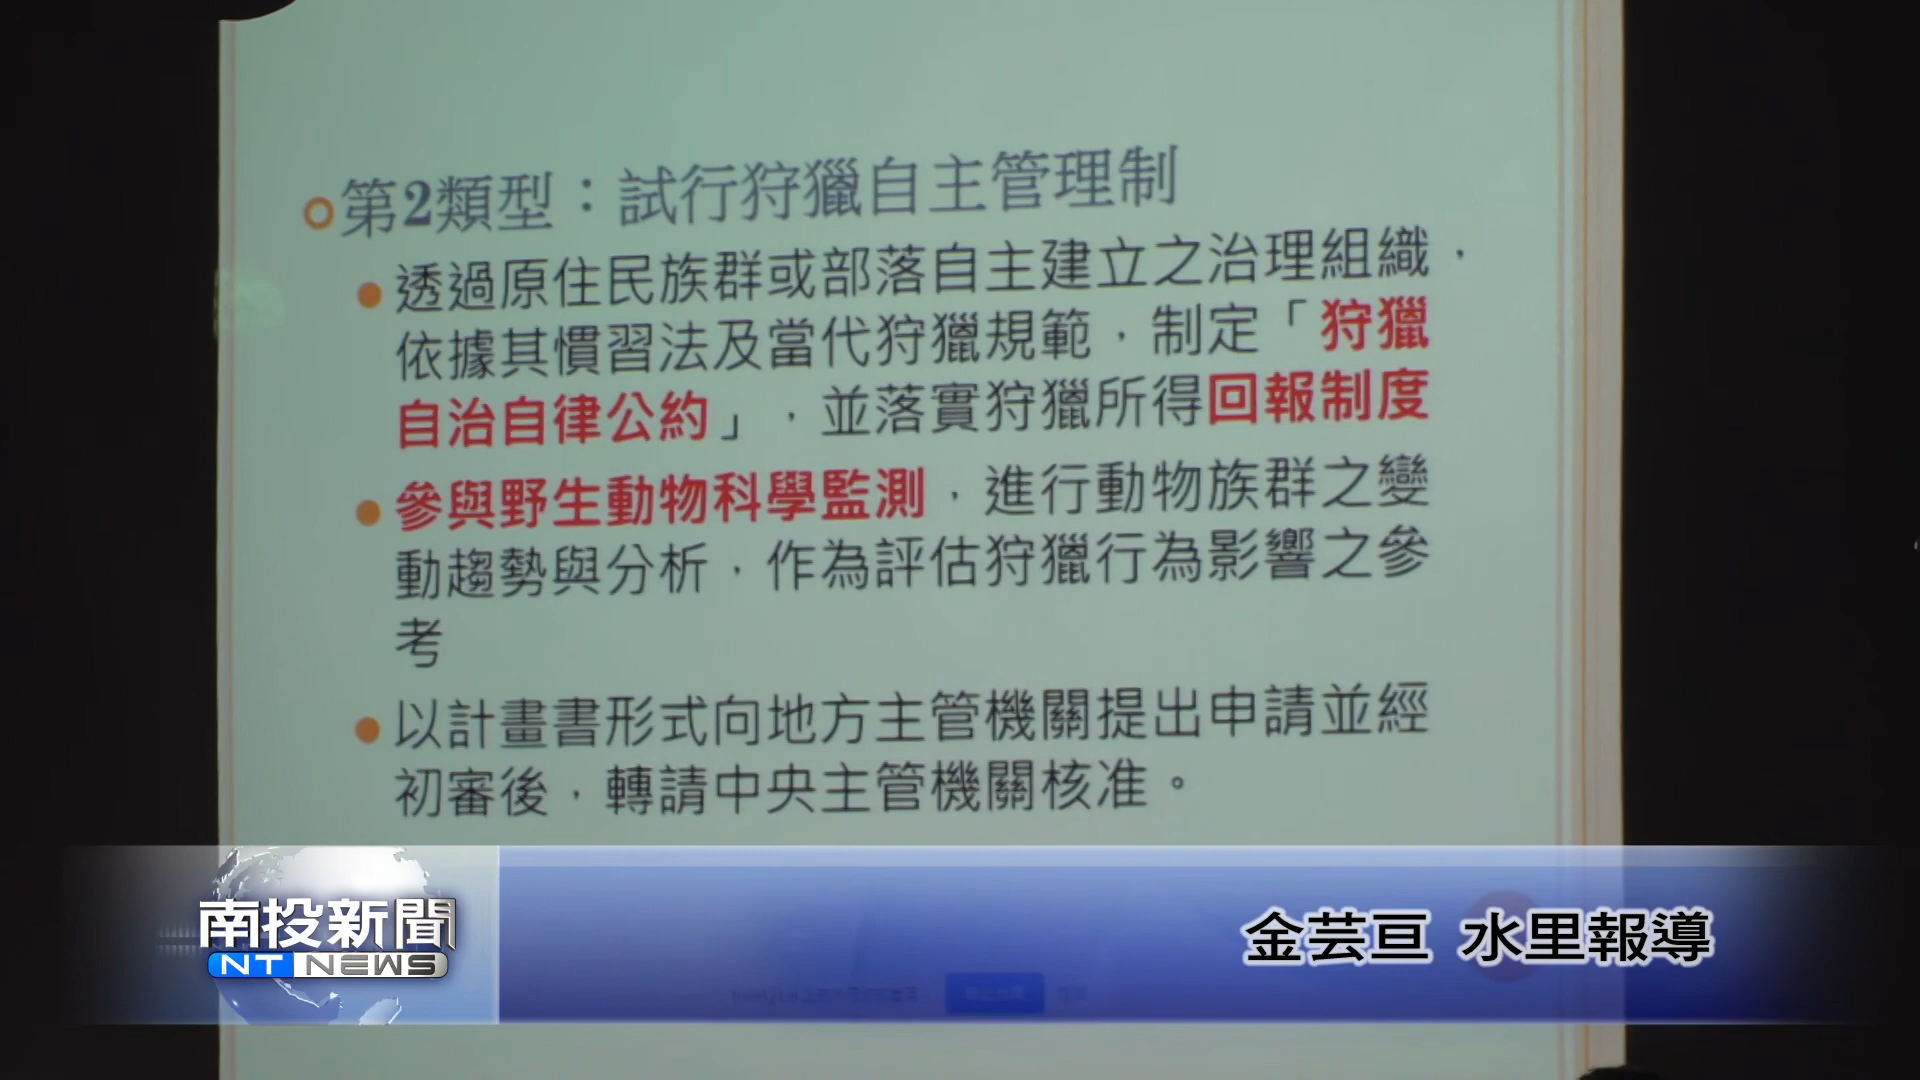 第2類型：試行狩獵自主管理制
透過原住民族群或部落自主建立之治理組織，
依據其慣習法及當代狩獵規範，制定「狩獵
自治自律公約」，並落實狩獵所得回報制度
參與野生動物科學監測，進行動物族群之變
動趨勢與分析，作為評估狩獵行為影響之參
考
以計畫書形式向地方主管機關提出申請並經
初審後，轉請中央主管機關核准。
南投新聞
NT NEWS
金芸亘 水里報導